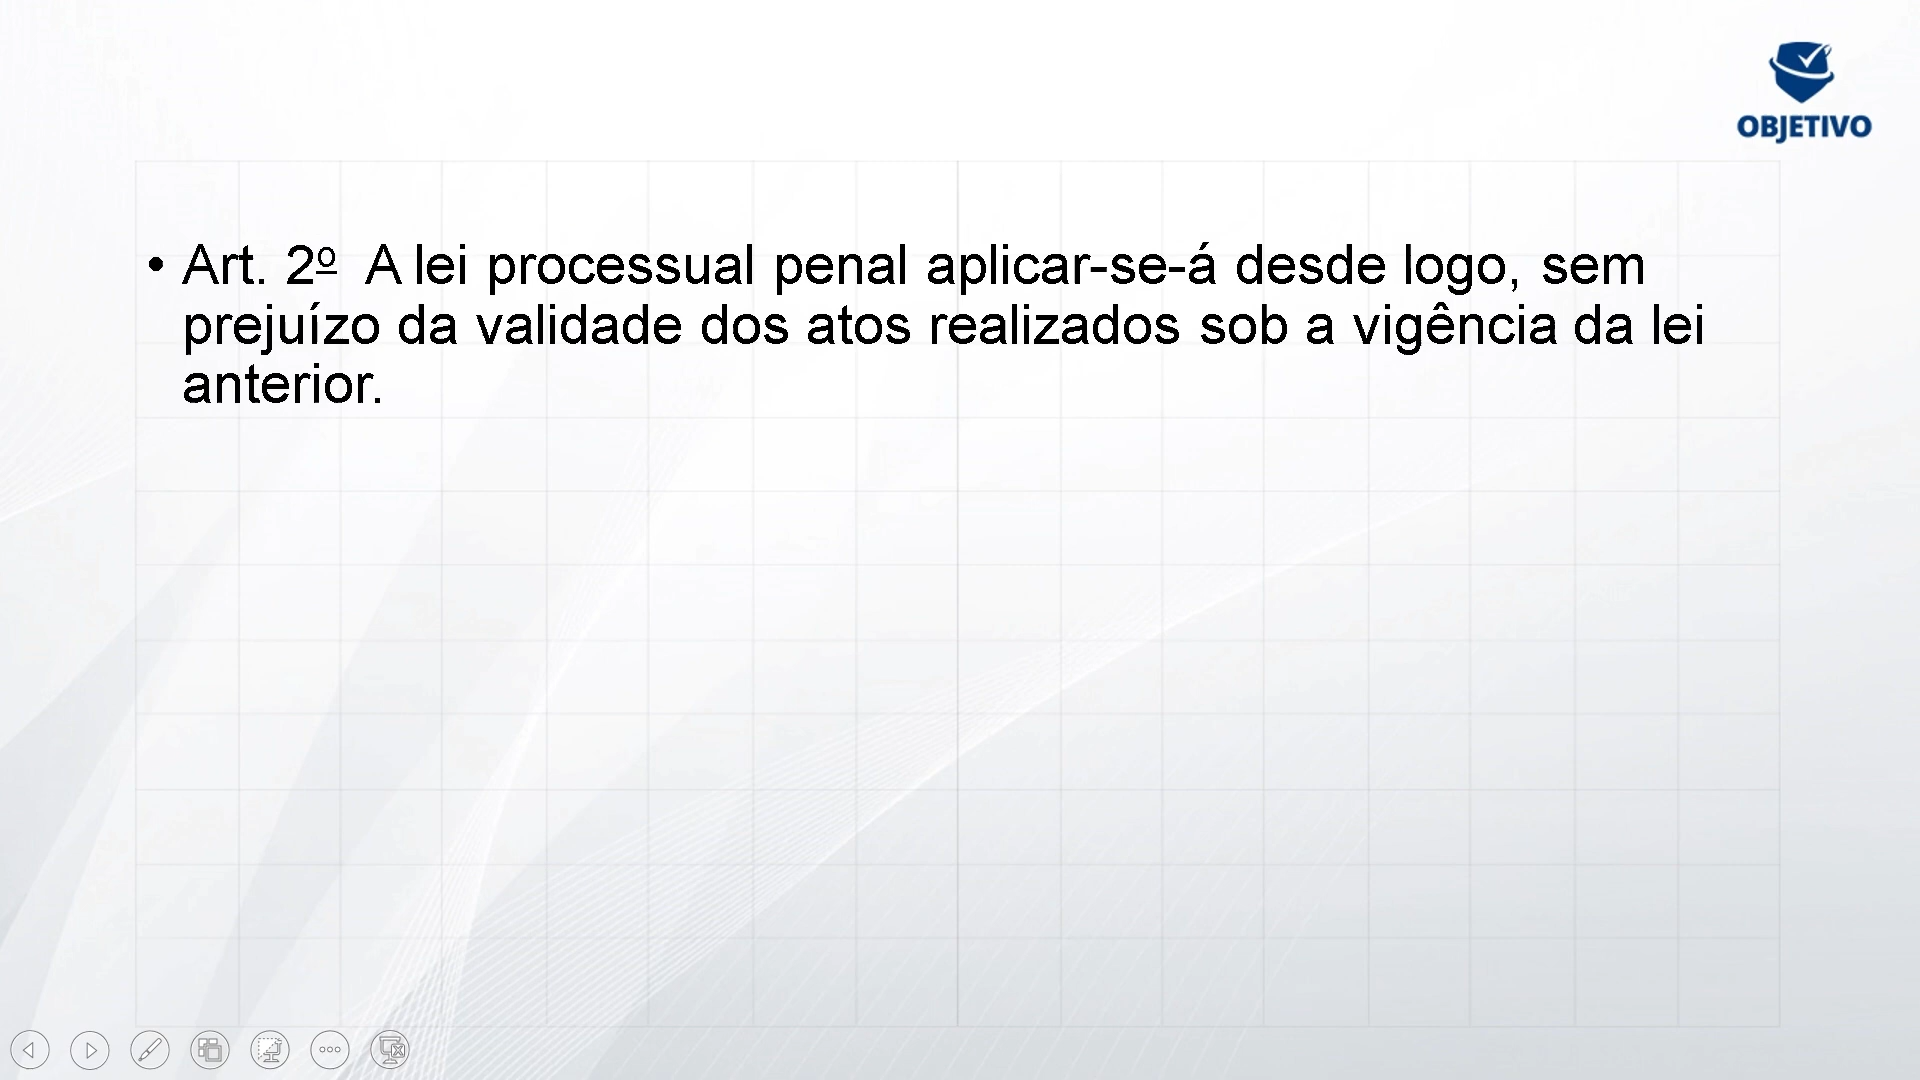 OBJETIVO
• Art. 2º  A lei processual penal aplicar-se-á desde logo, sem
prejuízo da validade dos atos realizados sob a vigência da lei
anterior.